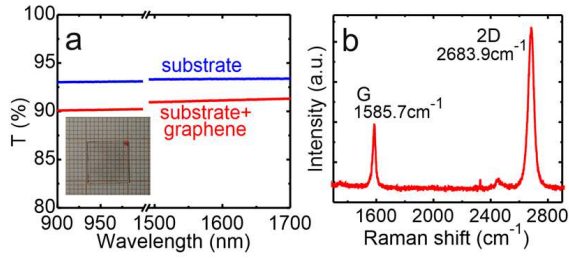 a
T (%)
100
95
90
85
80
substrate
substrate+
graphene
900 950 1500 1600 1700
Wavelength (nm)
b
Intensity (a.u.)
2D
2683.9cm⁻¹
G
1585.7cm⁻¹
1600 2000 2400 2800
Raman shift (cm⁻¹)